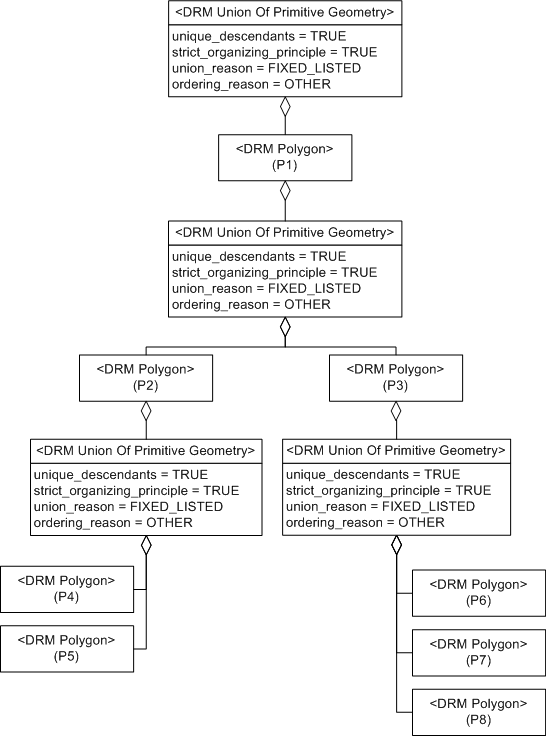 <DRM Union Of Primitive Geometry>
unique_descendants = TRUE
strict_organizing_principle = TRUE
union_reason = FIXED_LISTED
ordering_reason = OTHER
<DRM Polygon>
(P1)
<DRM Union Of Primitive Geometry>
unique_descendants = TRUE
strict_organizing_principle = TRUE
union_reason = FIXED_LISTED
ordering_reason = OTHER
<DRM Polygon>
(P2)
<DRM Polygon>
(P3)
<DRM Union Of Primitive Geometry>
unique_descendants = TRUE
strict_organizing_principle = TRUE
union_reason = FIXED_LISTED
ordering_reason = OTHER
<DRM Union Of Primitive Geometry>
unique_descendants = TRUE
strict_organizing_principle = TRUE
union_reason = FIXED_LISTED
ordering_reason = OTHER
<DRM Polygon>
(P4)
<DRM Polygon>
(P5)
<DRM Polygon>
(P6)
<DRM Polygon>
(P7)
<DRM Polygon>
(P8)